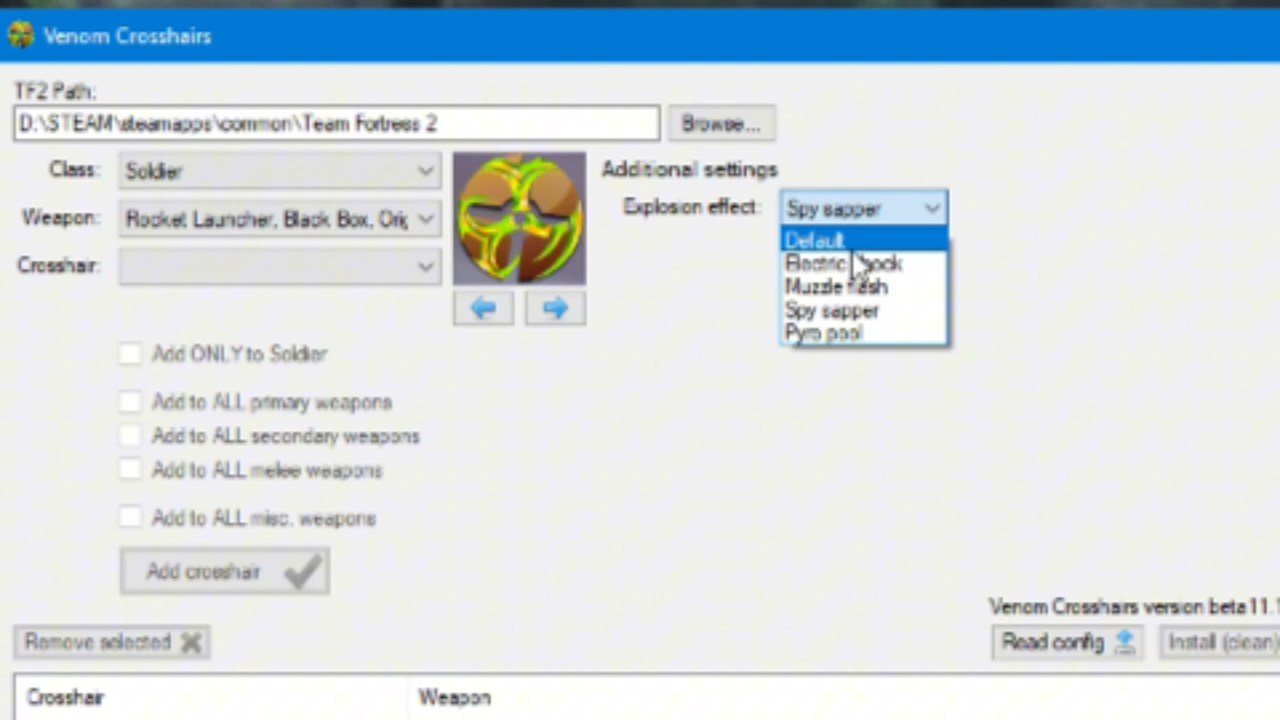 Venom Crosshairs
TF2 Path:
D:\STEAM\steamapps\common\Team Fortress 2
Browse...
Class:
Soldier
Additional settings
Weapon:
Rocket Launcher, Black Box, Orig
Explosion effect:
Spy sapper
Default
Electric shock
Muzzle flash
Spy sapper
Pyro pool
Crosshair:
Add ONLY to Soldier
Add to ALL primary weapons
Add to ALL secondary weapons
Add to ALL melee weapons
Add to ALL misc. weapons
Add crosshair
Venom Crosshairs version beta11.1
Remove selected
Read config
Install (clean)
Crosshair
Weapon